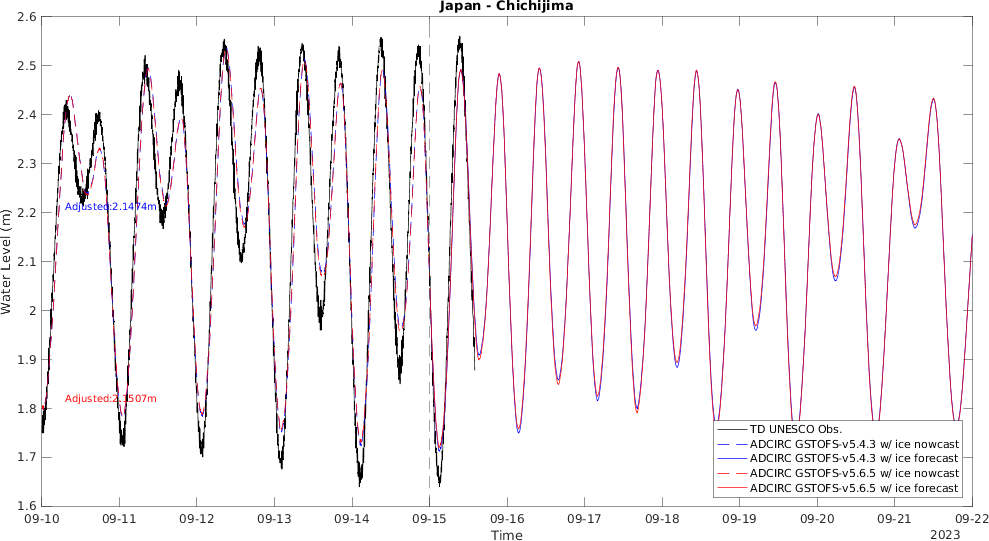 Japan - Chichijima
2.6
2.5
2.4
2.3
2.2
2.1
2
1.9
1.8
1.7
1.6
Water Level (m)
Adjusted:2.1474m
Adjusted:2.1507m
TD UNESCO Obs.
ADCIRC GSTOFS-v5.4.3 w/ ice nowcast
ADCIRC GSTOFS-v5.4.3 w/ ice forecast
ADCIRC GSTOFS-v5.6.5 w/ ice nowcast
ADCIRC GSTOFS-v5.6.5 w/ ice forecast
09-10 09-11 09-12 09-13 09-14 09-15 09-16 09-17 09-18 09-19 09-20 09-21 09-22
Time
2023